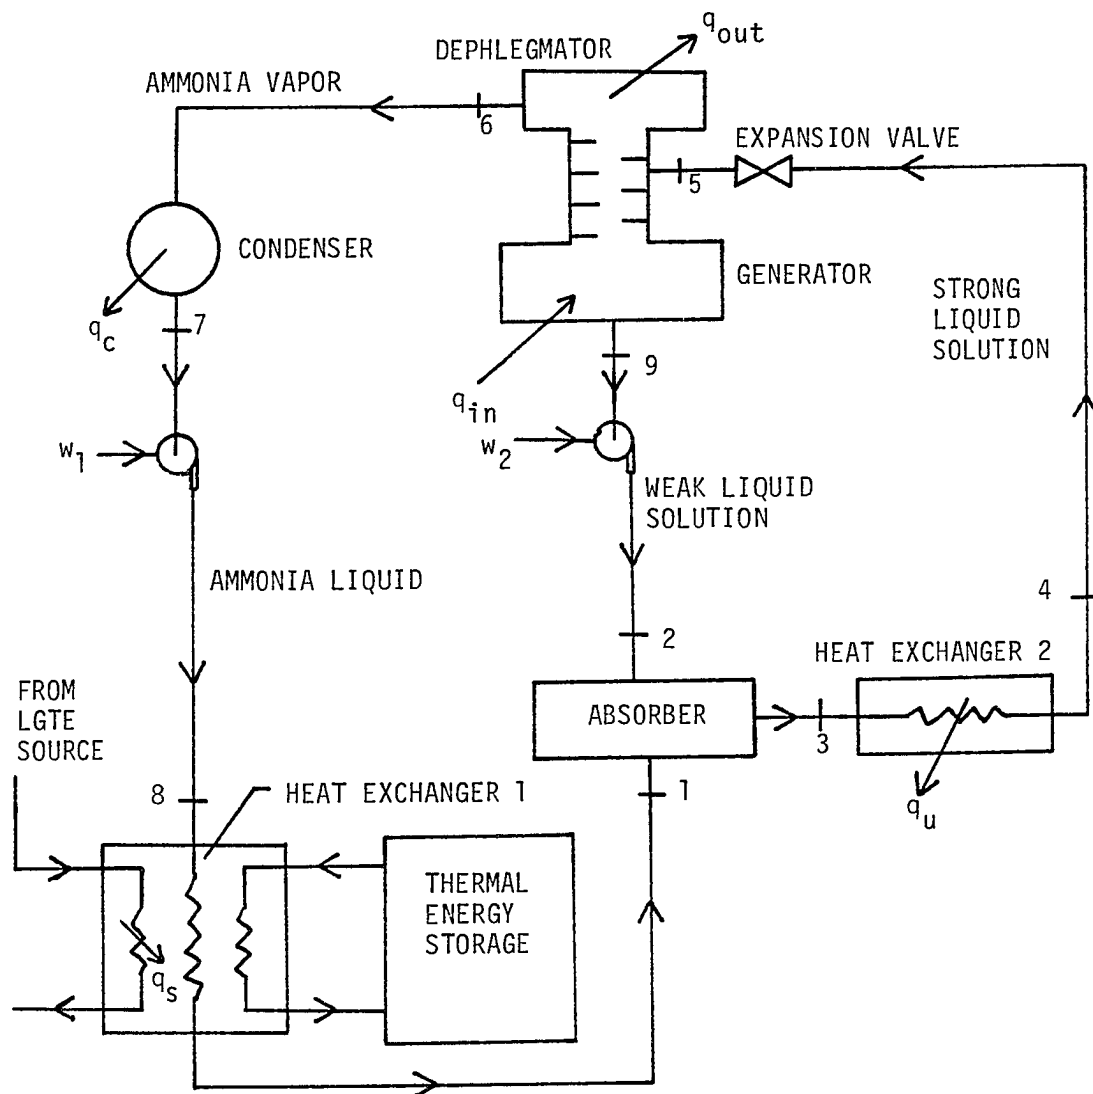 q_out
DEPHLEGMATOR
AMMONIA VAPOR
6
EXPANSION VALVE
5
CONDENSER
GENERATOR
STRONG
LIQUID
SOLUTION
q_c
7
9
q_in
w_1
w_2
WEAK LIQUID
SOLUTION
AMMONIA LIQUID
4
2
HEAT EXCHANGER 2
FROM
LGTE
SOURCE
ABSORBER
3
8
HEAT EXCHANGER 1
1
q_u
THERMAL
ENERGY
STORAGE
q_s